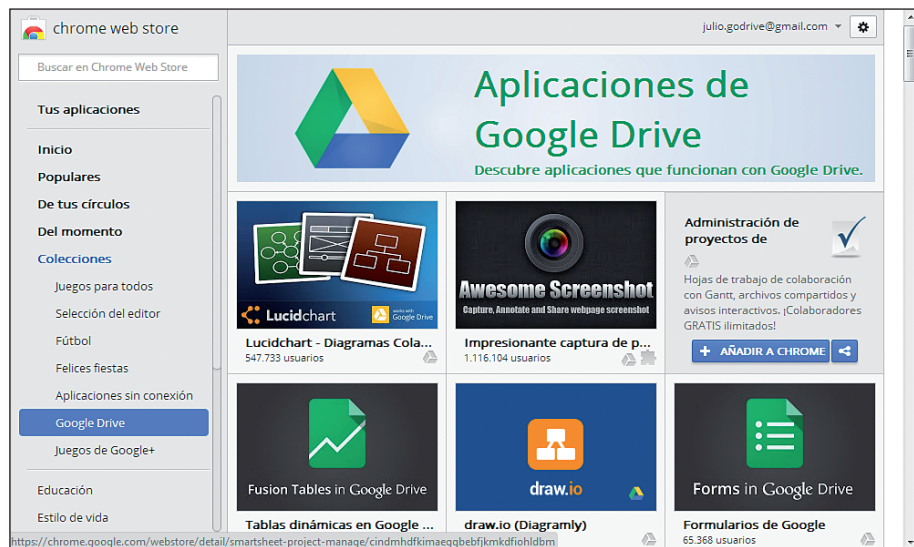 chrome web store
julio.godrive@gmail.com
Buscar en Chrome Web Store
Tus aplicaciones
Inicio
Populares
De tus círculos
Del momento
Colecciones
Juegos para todos
Selección del editor
Fútbol
Felices fiestas
Aplicaciones sin conexión
Google Drive
Juegos de Google+
Educación
Estilo de vida
Aplicaciones de
Google Drive
Descubre aplicaciones que funcionan con Google Drive.
Lucidchart
works with
Google Drive
Lucidchart - Diagramas Cola...
547.733 usuarios
Awesome Screenshot
Capture, Annotate and Share webpage screenshot
Impresionante captura de p...
1.116.104 usuarios
Administración de
proyectos de
Hojas de trabajo de colaboración
con Gantt, archivos compartidos y
avisos interactivos. ¡Colaboradores
GRATIS ilimitados!
+ AÑADIR A CHROME
Fusion Tables in Google Drive
Tablas dinámicas en Google ...
draw.io
draw.io (Diagramly)
Forms in Google Drive
Formularios de Google
65.368 usuarios
https://chrome.google.com/webstore/detail/smartsheet-project-manage/cindmhdfkimaeqgbebfjkmkdfiohldbm